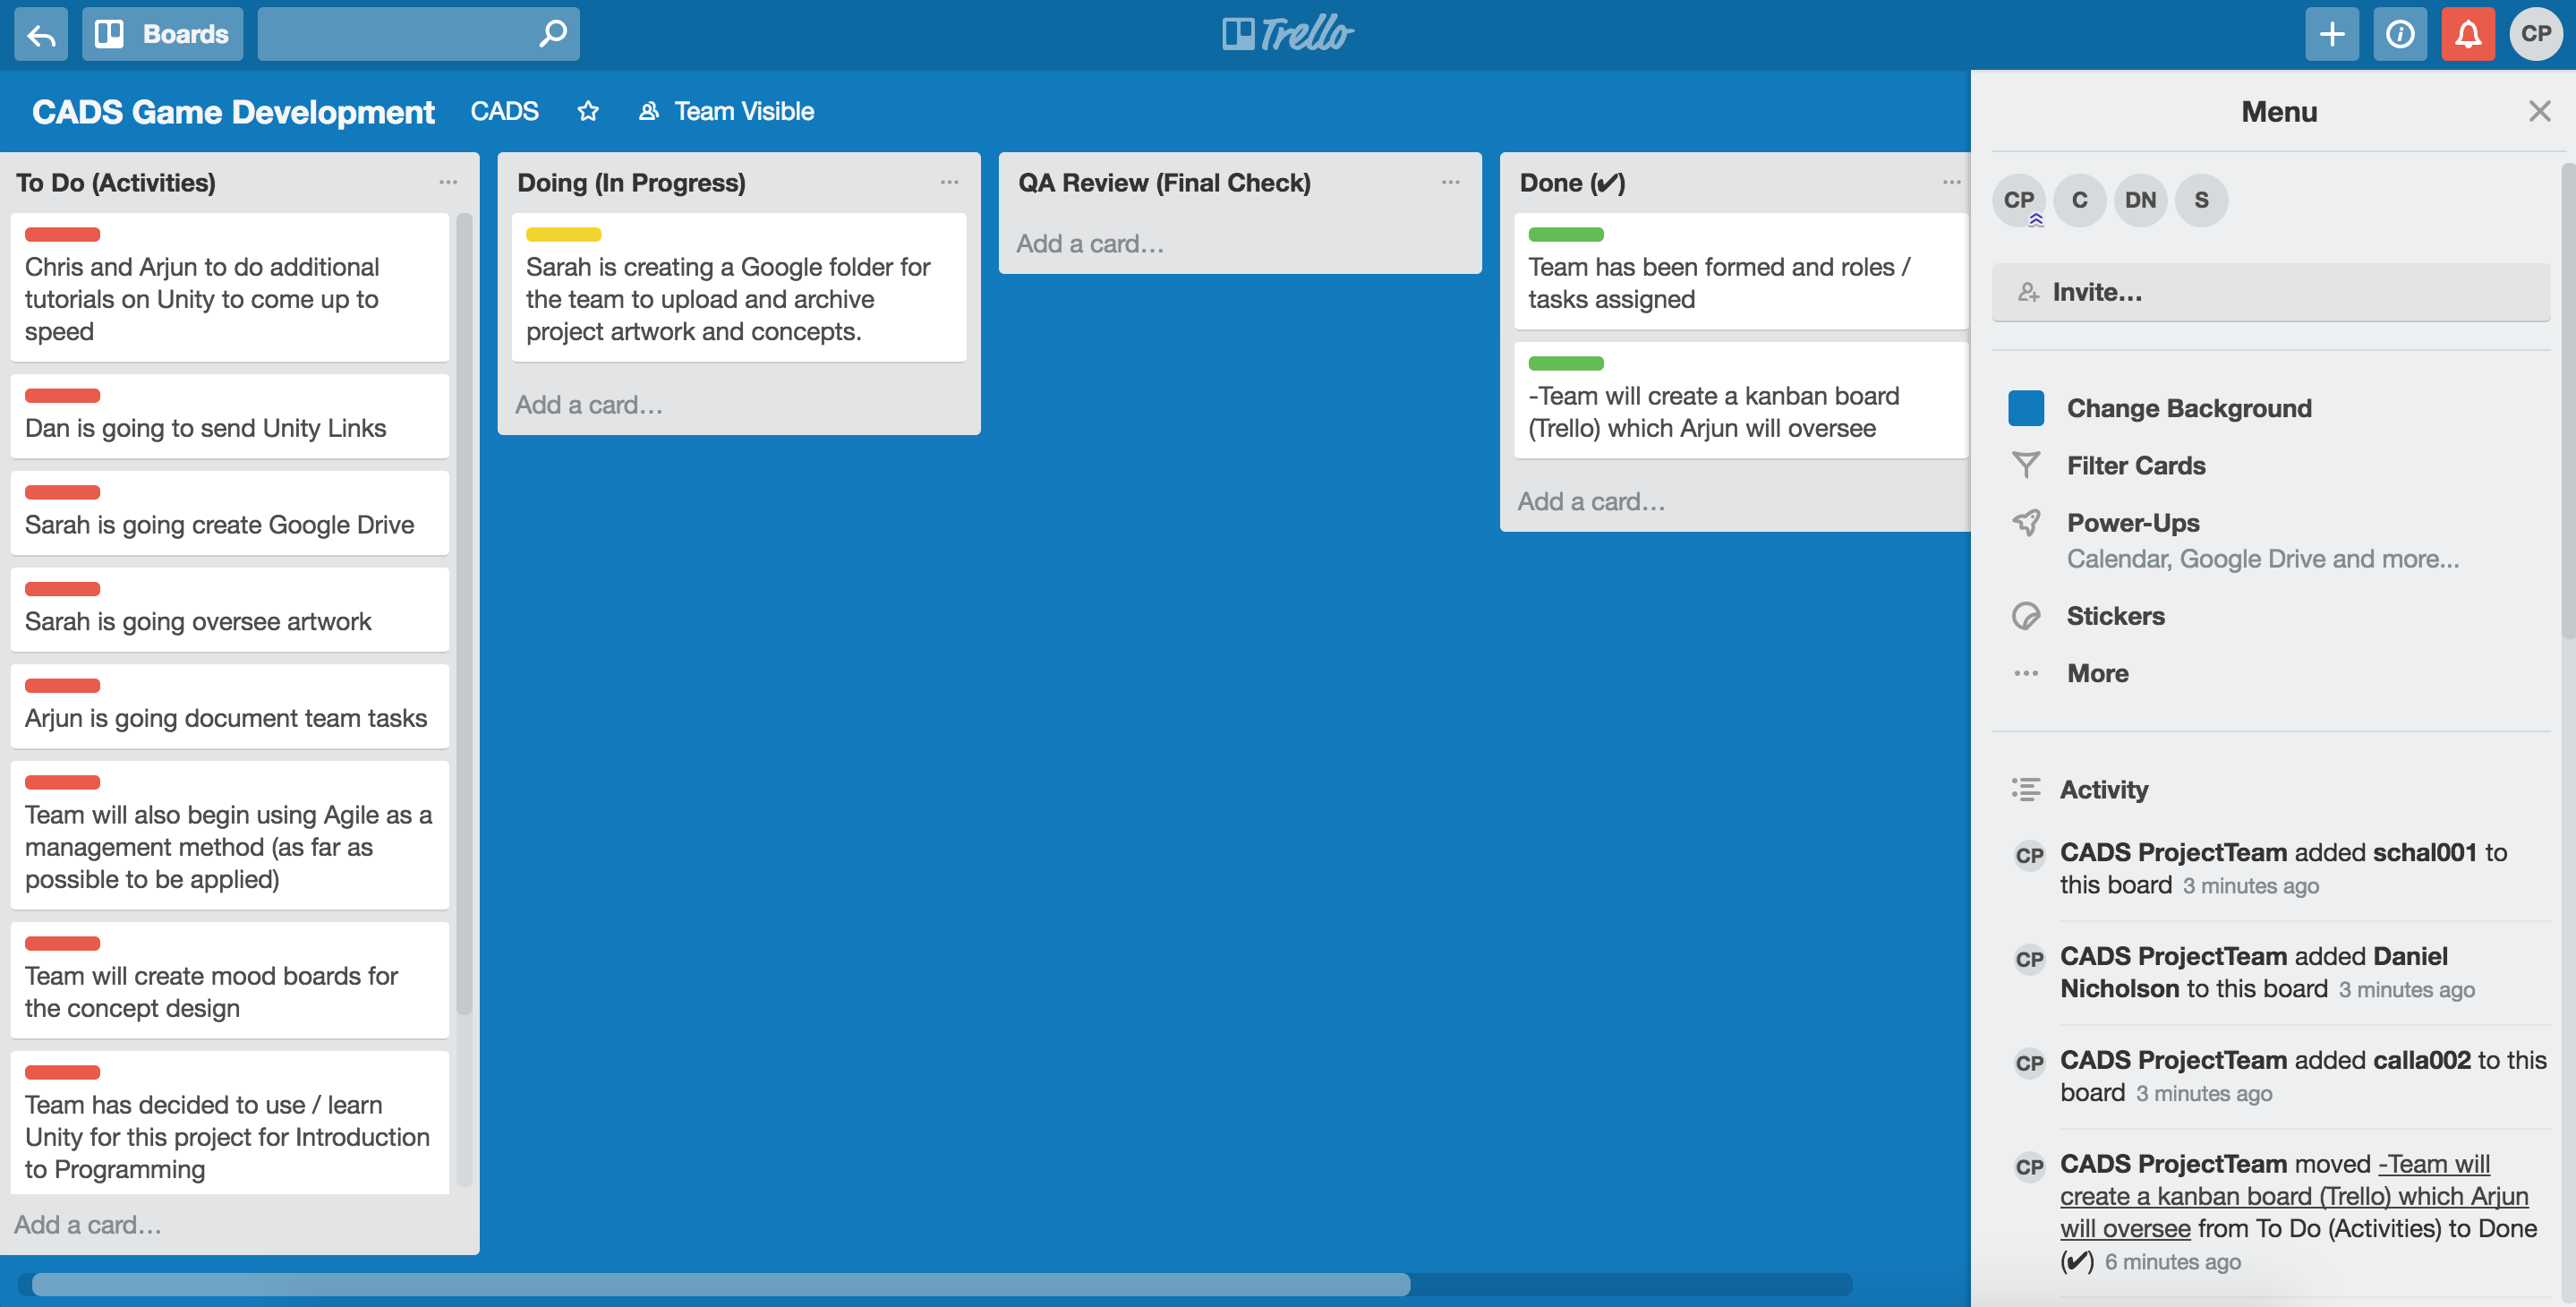 Boards
Trello
CP
CADS Game Development
CADS
Team Visible
To Do (Activities)
Chris and Arjun to do additional
tutorials on Unity to come up to
speed
Dan is going to send Unity Links
Sarah is going create Google Drive
Sarah is going oversee artwork
Arjun is going document team tasks
Team will also begin using Agile as a
management method (as far as
possible to be applied)
Team will create mood boards for
the concept design
Team has decided to use / learn
Unity for this project for Introduction
to Programming
Add a card…
Doing (In Progress)
Sarah is creating a Google folder for
the team to upload and archive
project artwork and concepts.
Add a card…
QA Review (Final Check)
Add a card…
Done (✔)
Team has been formed and roles /
tasks assigned
-Team will create a kanban board
(Trello) which Arjun will oversee
Add a card…
Menu
CP C DN S
Invite…
Change Background
Filter Cards
Power-Ups
Calendar, Google Drive and more...
Stickers
More
Activity
CP CADS ProjectTeam added schal001 to
this board 3 minutes ago
CP CADS ProjectTeam added Daniel
Nicholson to this board 3 minutes ago
CP CADS ProjectTeam added calla002 to this
board 3 minutes ago
CP CADS ProjectTeam moved -Team will
create a kanban board (Trello) which Arjun
will oversee from To Do (Activities) to Done
(✔) 6 minutes ago